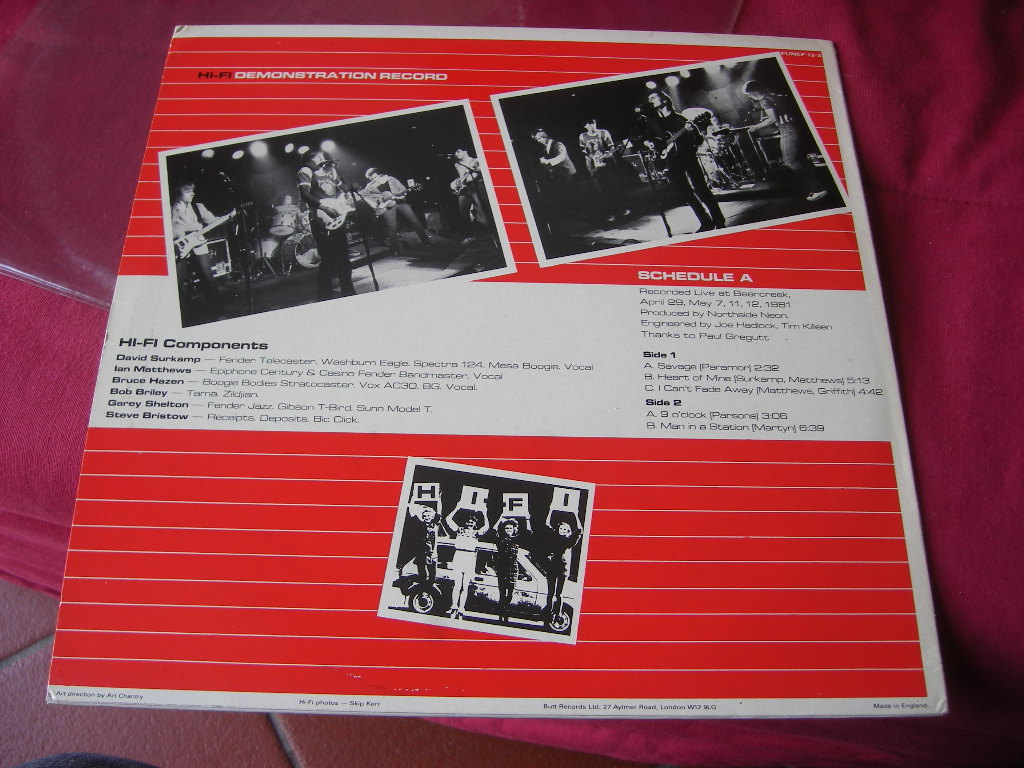 FUNEP 12-3
HI-FI DEMONSTRATION RECORD
SCHEDULE A
Recorded Live at Bearcreek,
April 29, May 7, 11, 12, 1981
Produced by Northside Neon.
Engineered by Joe Hadlock, Tim Killeen
Thanks to Paul Gregutt
Side 1
A. Savage (Paramor) 2:32
B. Heart of Mine (Surkamp, Matthews) 5:13
C. I Can't Fade Away (Matthews, Griffith) 4:42
Side 2
A. 9 o'clock (Parsons) 3:06
B. Man in a Station (Martyn) 6:39
HI-FI Components
David Surkamp — Fender Telecaster. Washburn Eagle. Spectra 124. Mesa Boogie. Vocal
Ian Matthews — Epiphone Century & Casino Fender Bandmaster. Vocal
Bruce Hazen — Boogie Bodies Stratocaster. Vox AC30. BG. Vocal.
Bob Briley — Tama. Zildjian.
Garey Shelton — Fender Jazz. Gibson T-Bird. Sunn Model T.
Steve Bristow — Receipts. Deposits. Bic Click.
H I F I
Art direction by Art Chantry
Hi-Fi photos — Skip Kerr
Butt Records Ltd. 27 Aylmer Road, London W12 9LG
Made in England.